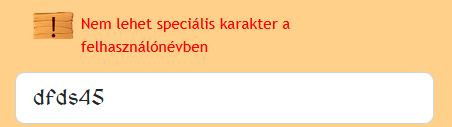 !
Nem lehet speciális karakter a
felhasználónévben
dfds45